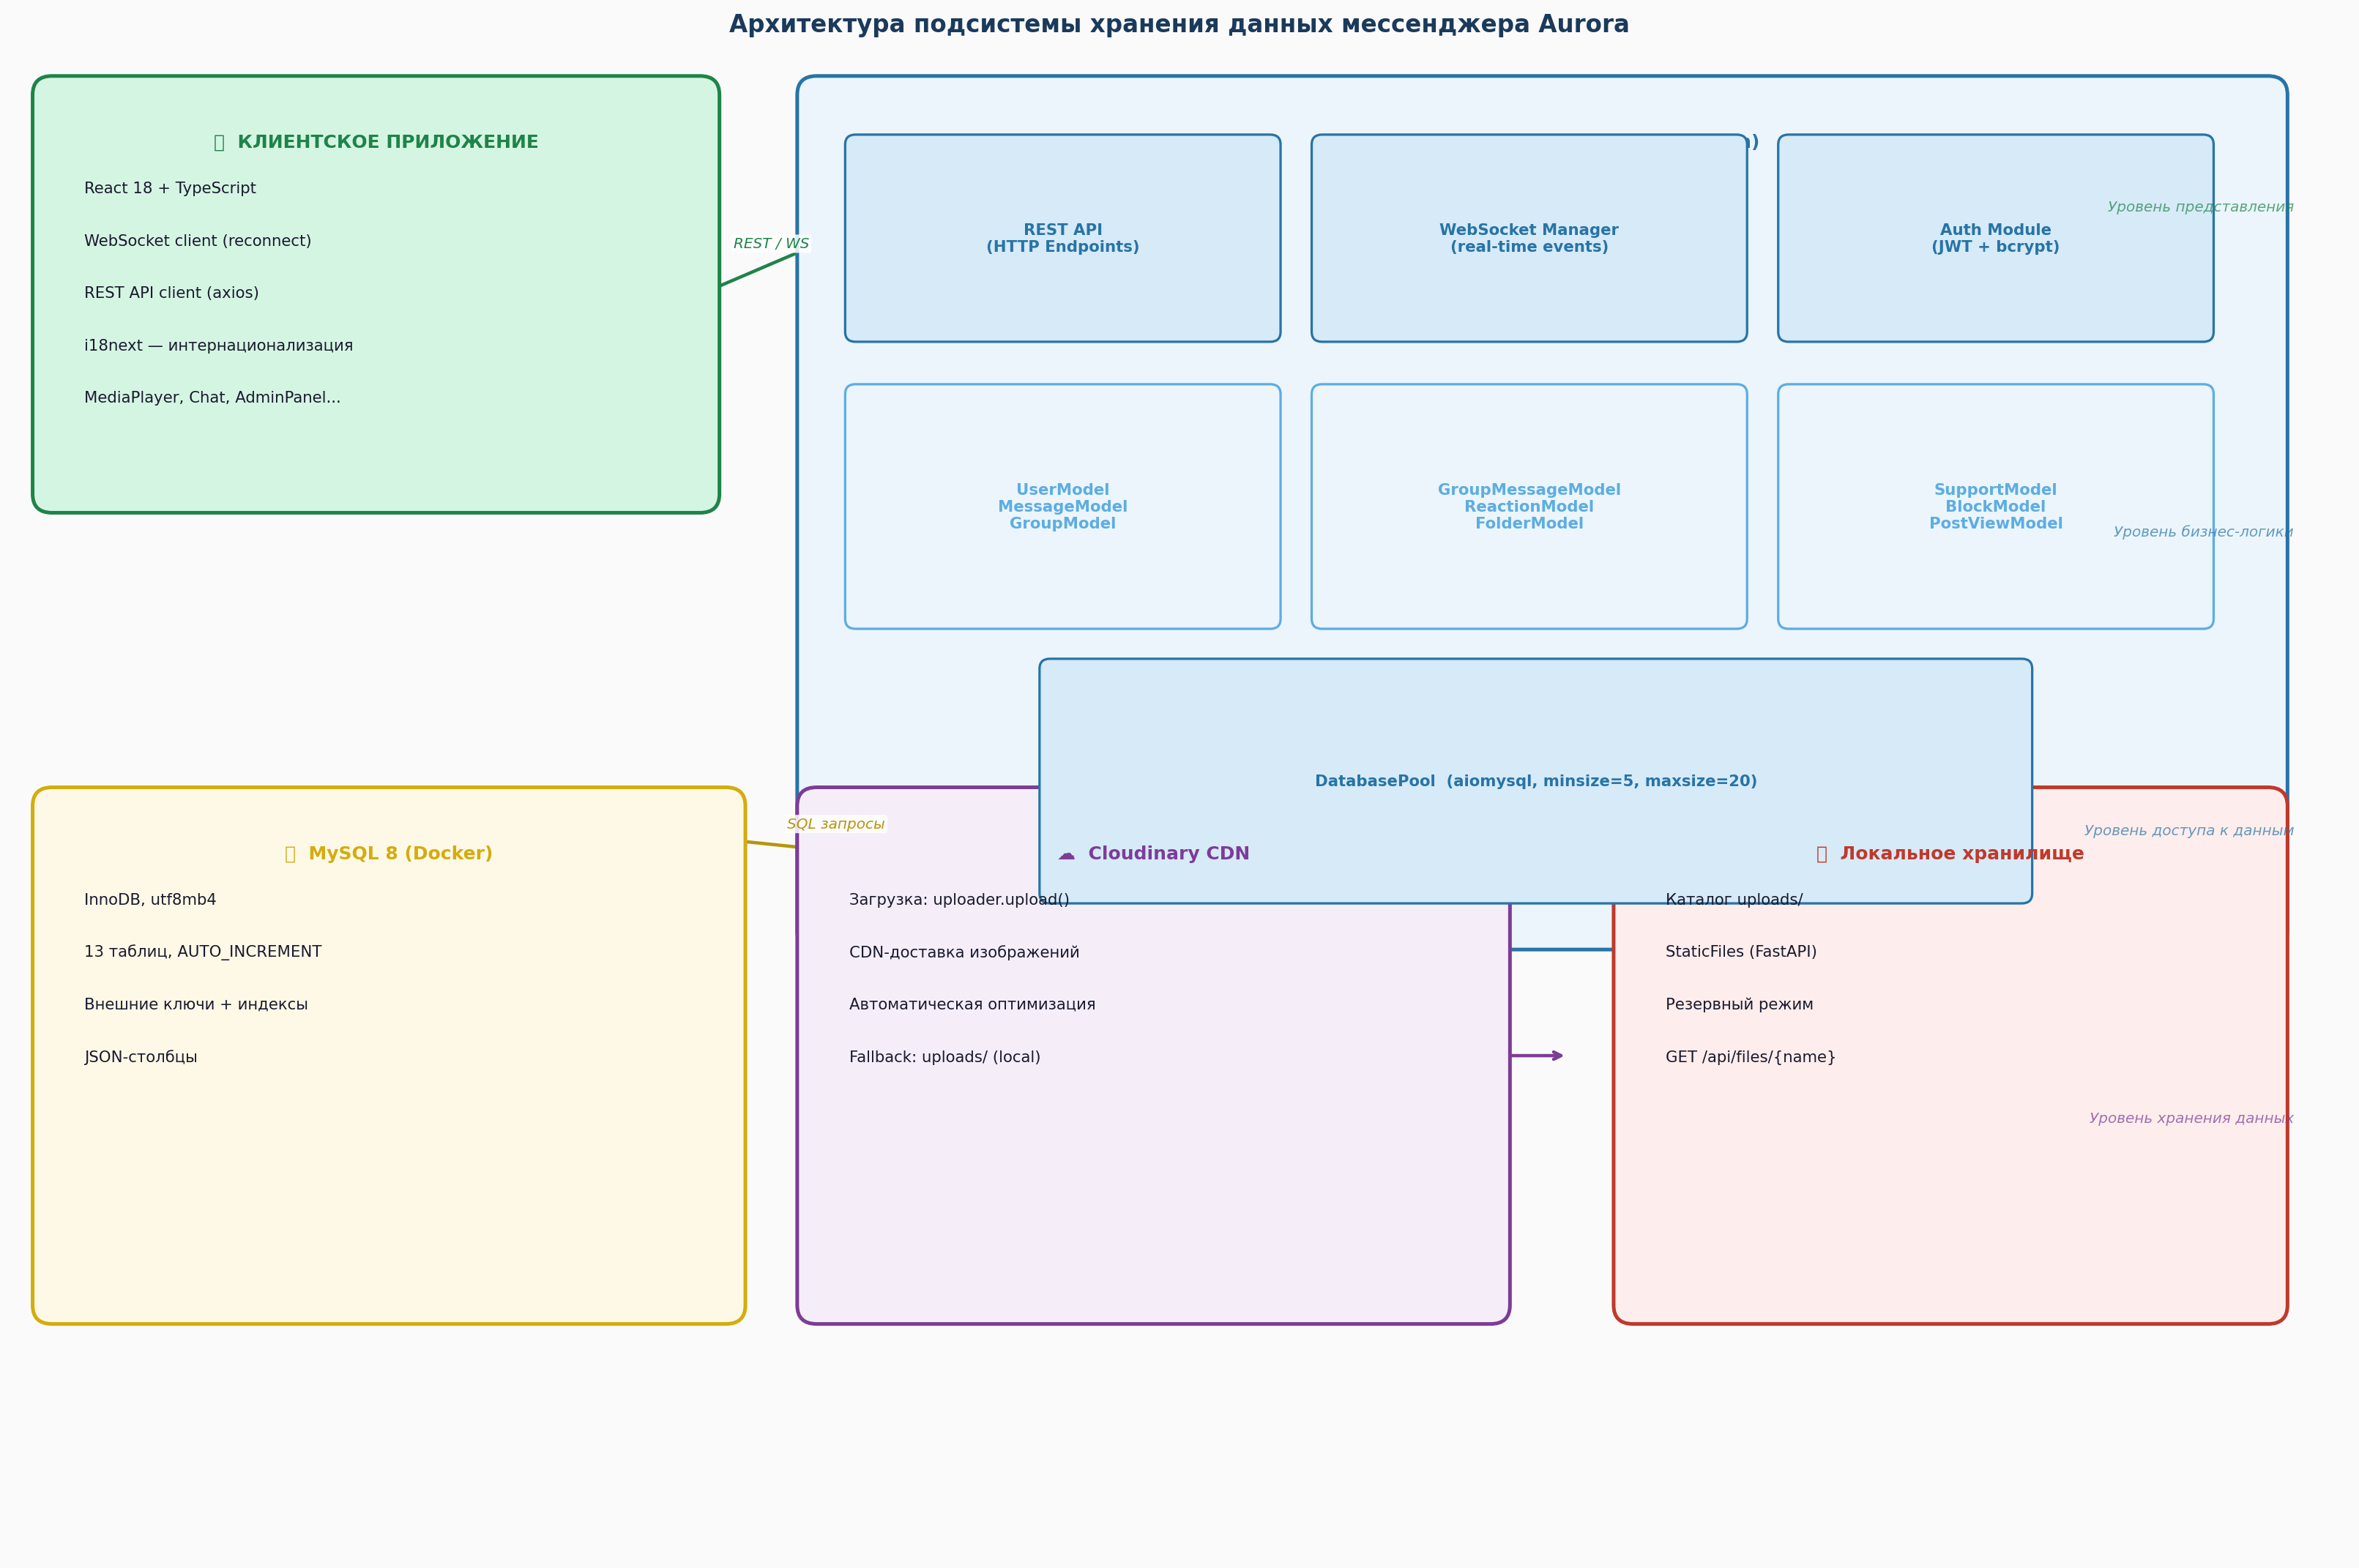 Архитектура подсистемы хранения данных мессенджера Aurora
КЛИЕНТСКОЕ ПРИЛОЖЕНИЕ
React 18 + TypeScript
WebSocket client (reconnect)
REST API client (axios)
i18next — интернационализация
MediaPlayer, Chat, AdminPanel...
REST / WS
REST API
(HTTP Endpoints)
WebSocket Manager
(real-time events)
Auth Module
(JWT + bcrypt)
Уровень представления
UserModel
MessageModel
GroupModel
GroupMessageModel
ReactionModel
FolderModel
SupportModel
BlockModel
PostViewModel
Уровень бизнес-логики
DatabasePool (aiomysql, minsize=5, maxsize=20)
Уровень доступа к данным
SQL запросы
MySQL 8 (Docker)
InnoDB, utf8mb4
13 таблиц, AUTO_INCREMENT
Внешние ключи + индексы
JSON-столбцы
☁ Cloudinary CDN
Загрузка: uploader.upload()
CDN-доставка изображений
Автоматическая оптимизация
Fallback: uploads/ (local)
Локальное хранилище
Каталог uploads/
StaticFiles (FastAPI)
Резервный режим
GET /api/files/{name}
Уровень хранения данных